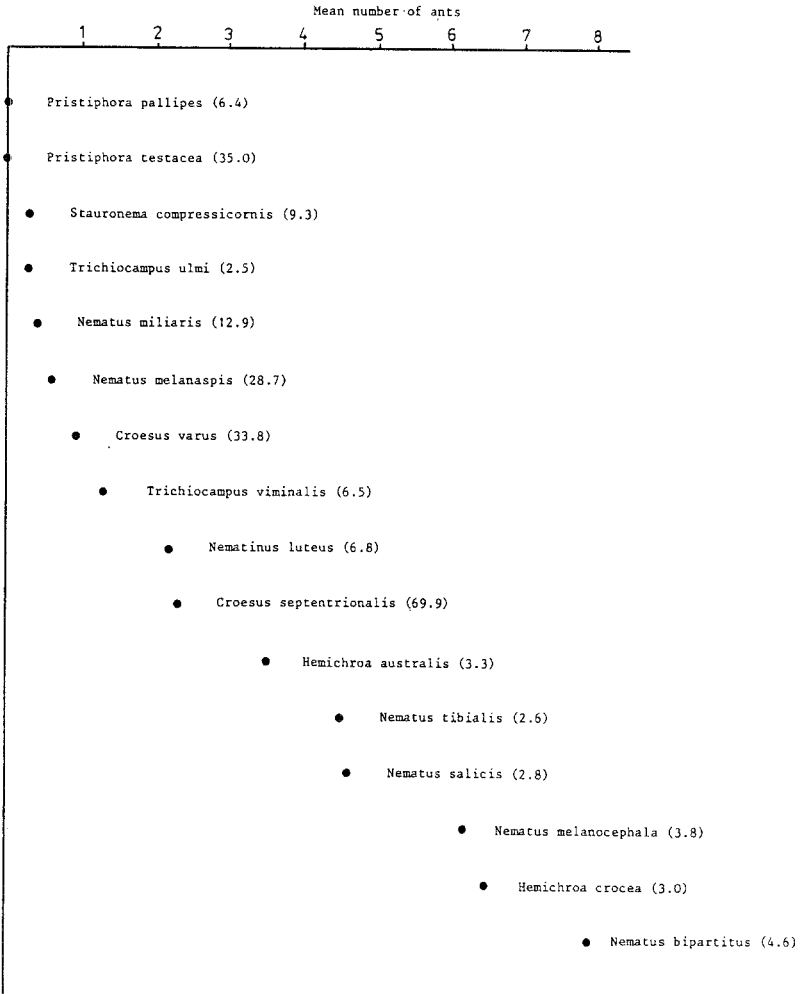 Mean number of ants
1 2 3 4 5 6 7 8
Pristiphora pallipes (6.4)
Pristiphora testacea (35.0)
Stauronema compressicornis (9.3)
Trichiocampus ulmi (2.5)
Nematus miliaris (12.9)
Nematus melanaspis (28.7)
Croesus varus (33.8)
Trichiocampus viminalis (6.5)
Nematinus luteus (6.8)
Croesus septentrionalis (69.9)
Hemichroa australis (3.3)
Nematus tibialis (2.6)
Nematus salicis (2.8)
Nematus melanocephala (3.8)
Hemichroa crocea (3.0)
Nematus bipartitus (4.6)